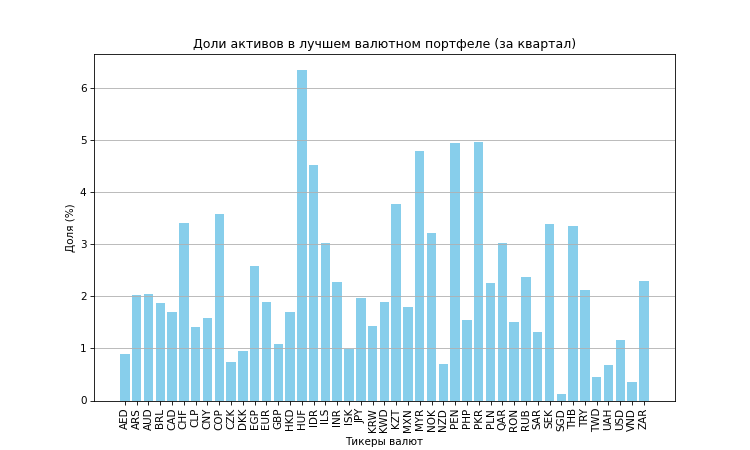 Доли активов в лучшем валютном портфеле (за квартал)
Доля (%)
6
5
4
3
2
1
0
AED ARS AUD BRL CAD CHF CLP CNY COP CZK DKK EGP EUR GBP HKD HUF IDR ILS INR ISK JPY KRW KWD KZT MXN MYR NOK NZD PEN PHP PKR PLN QAR RON RUB SAR SEK SGD THB TRY TWD UAH USD VND ZAR
Тикеры валют